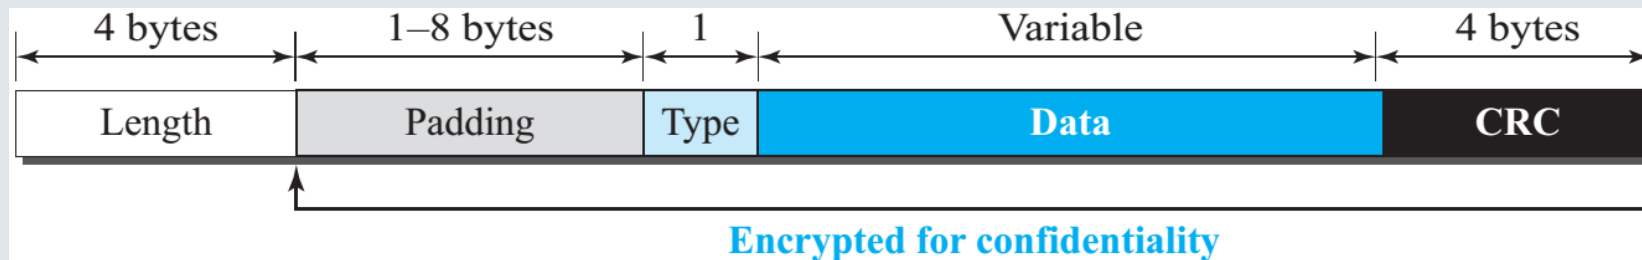 4 bytes 1–8 bytes 1 Variable 4 bytes
Length Padding Type Data CRC
Encrypted for confidentiality